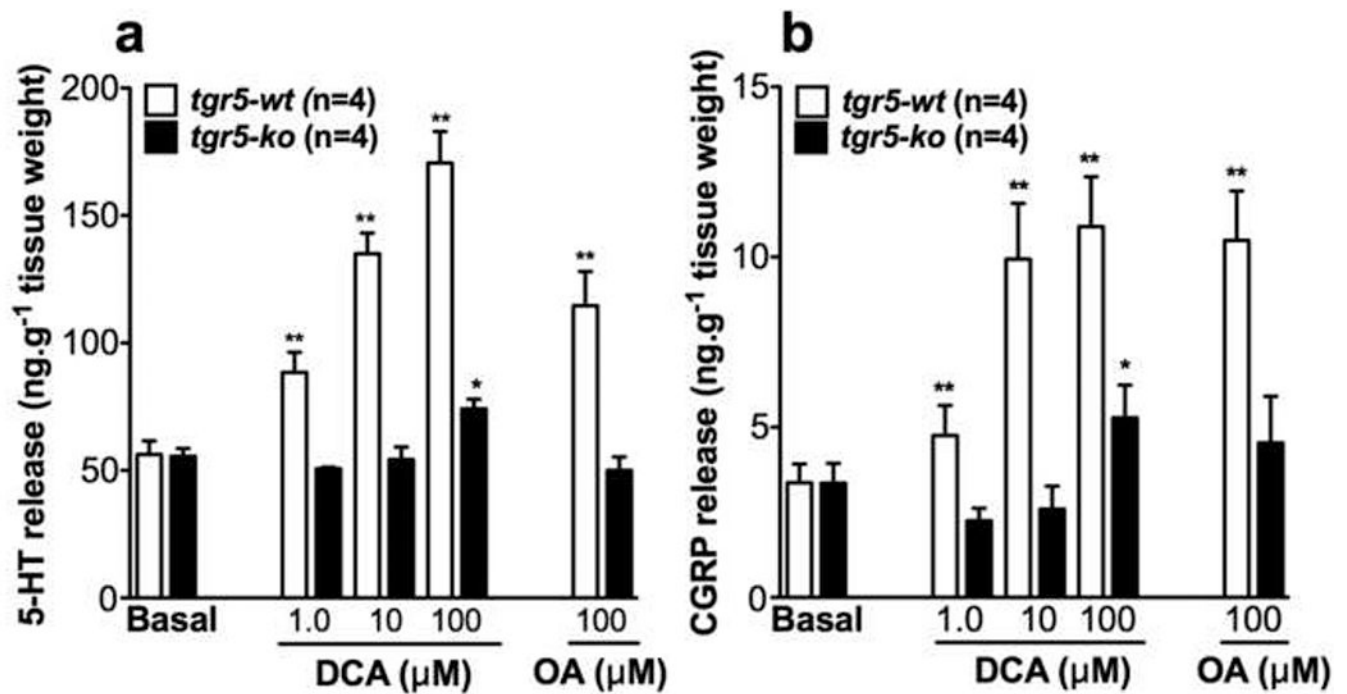 a
5-HT release (ng.g-1 tissue weight)
200
150
100
50
0
tgr5-wt (n=4)
tgr5-ko (n=4)
**
**
**
*
**
Basal
1.0 10 100
100
DCA (µM)
OA (µM)
b
CGRP release (ng.g-1 tissue weight)
15
10
5
0
tgr5-wt (n=4)
tgr5-ko (n=4)
**
**
**
*
**
Basal
1.0 10 100
100
DCA (µM)
OA (µM)